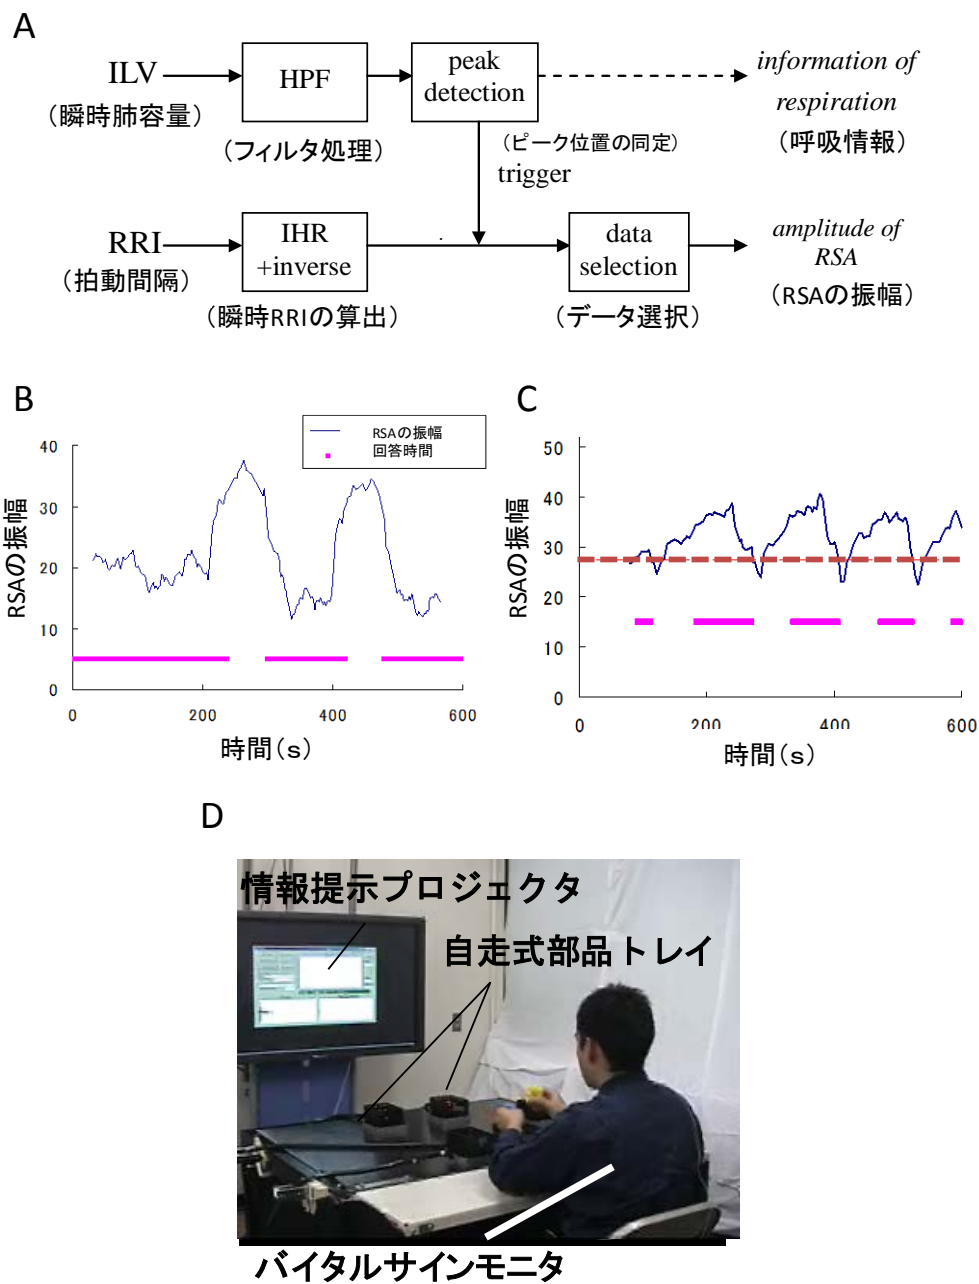 A
ILV
(瞬時肺容量)
HPF
(フィルタ処理)
peak
detection
information of
respiration
(呼吸情報)
(ピーク位置の同定)
trigger
RRI
(拍動間隔)
IHR
+inverse
(瞬時RRIの算出)
data
selection
(データ選択)
amplitude of
RSA
(RSAの振幅)
B
RSAの振幅
回答時間
40
30
20
10
0
0 200 400 600
RSAの振幅
時間(s)
C
50
40
30
20
10
0
0 200 400 600
RSAの振幅
時間(s)
D
情報提示プロジェクタ
自走式部品トレイ
バイタルサインモニタ